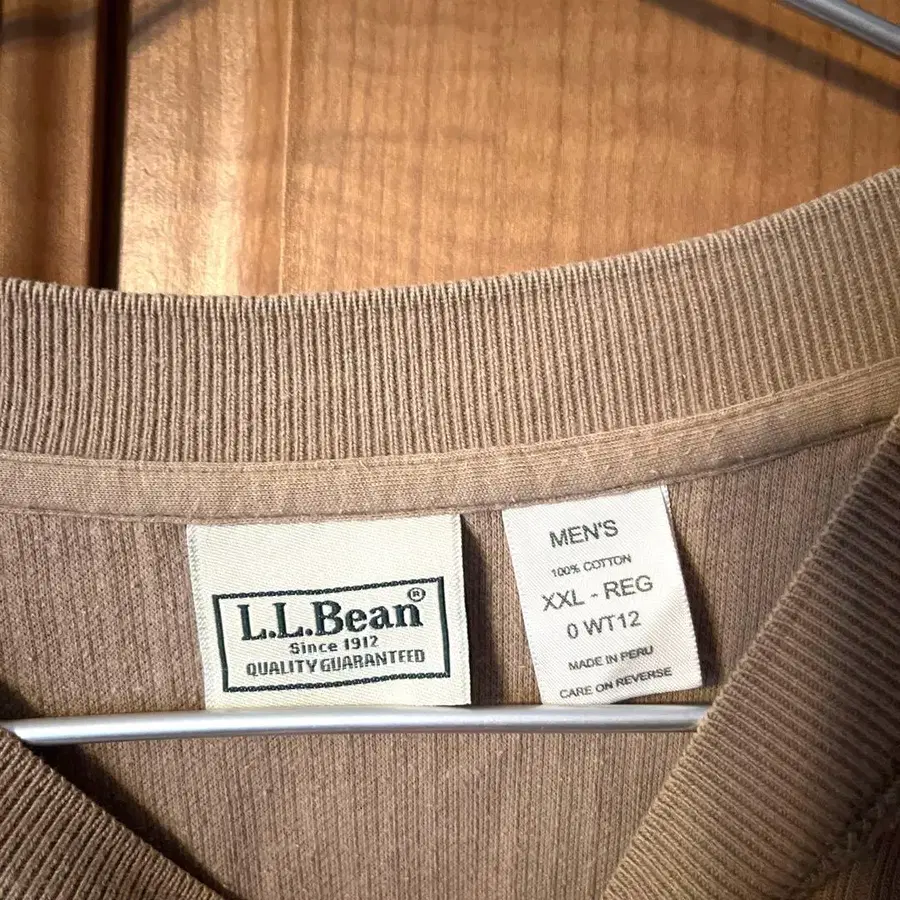 L.L.Bean®
Since 1912
QUALITY GUARANTEED
MEN'S
100% COTTON
XXL - REG
0 WT12
MADE IN PERU
CARE ON REVERSE